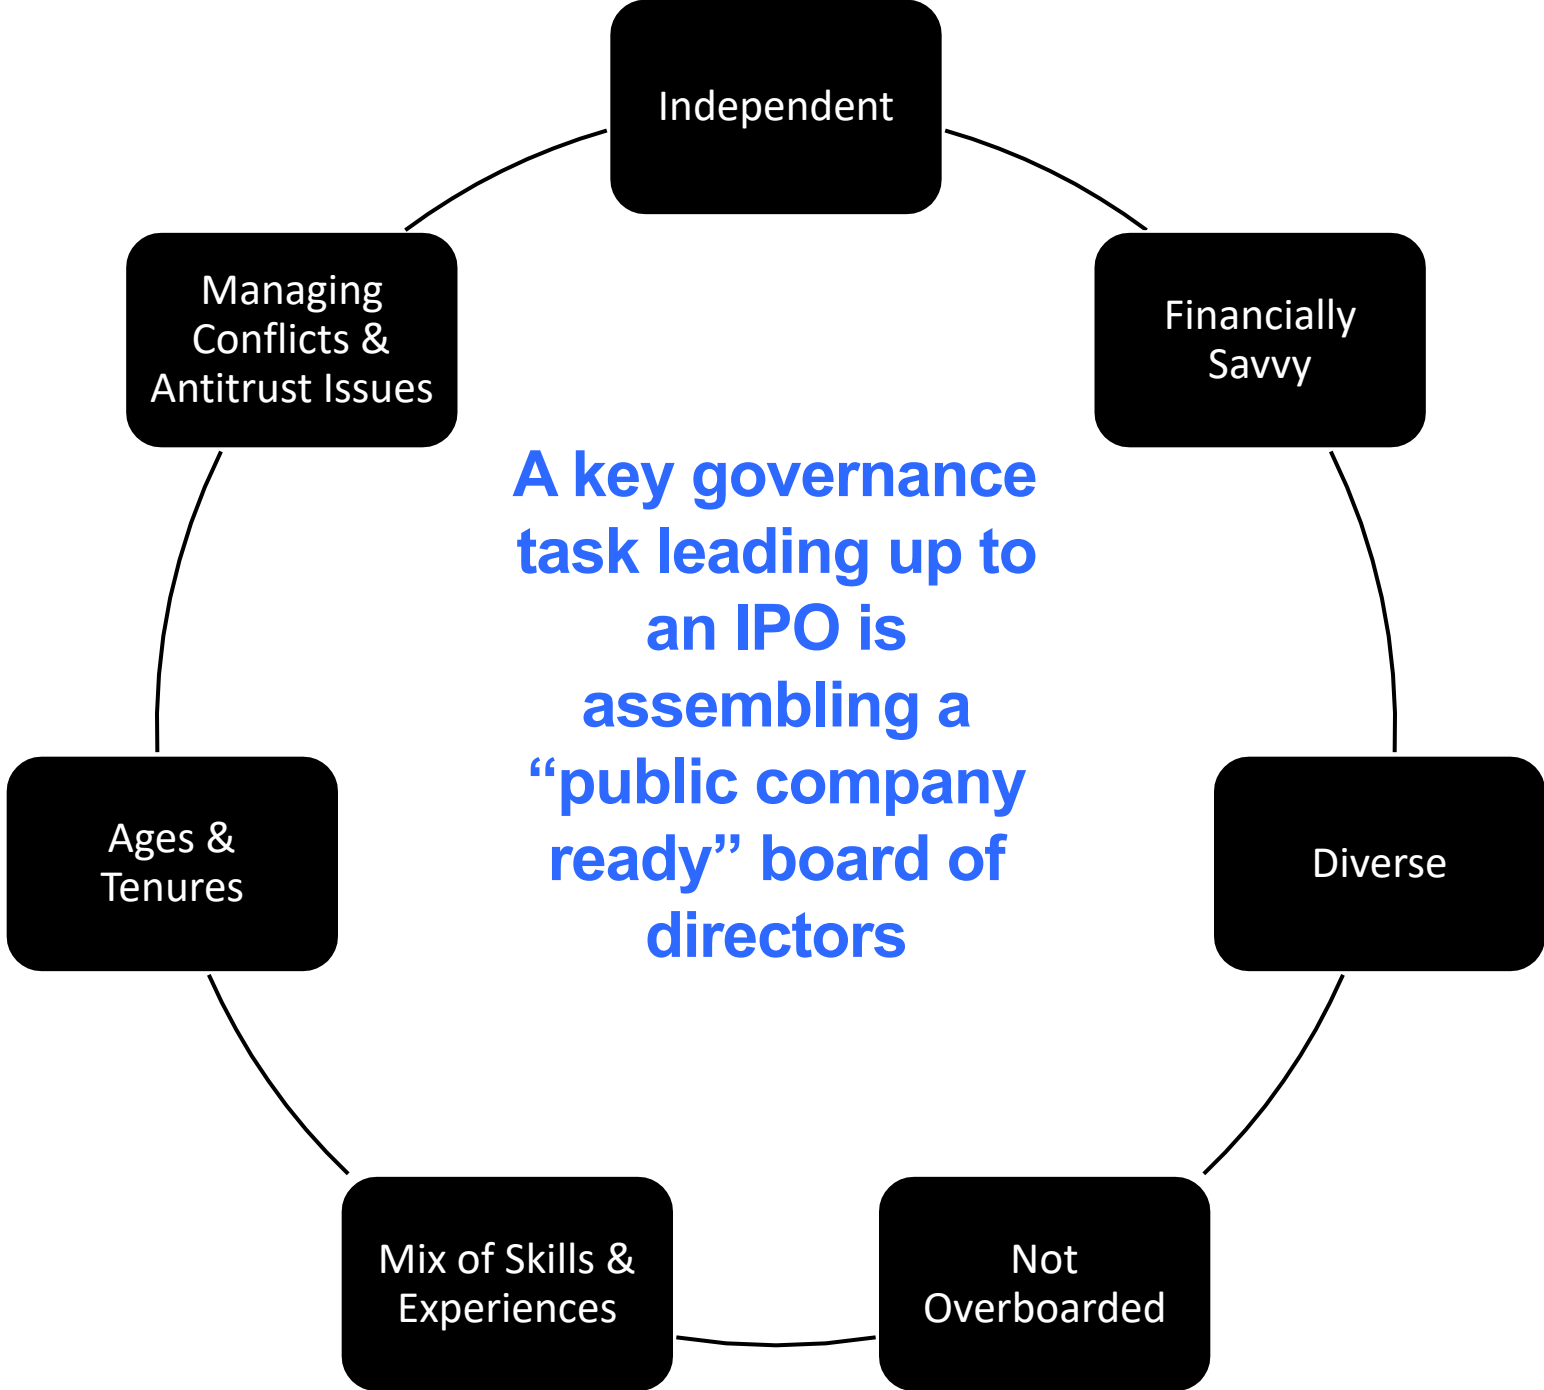 Independent
Financially
Savvy
Diverse
Not
Overboarded
Mix of Skills &
Experiences
Ages &
Tenures
Managing
Conflicts &
Antitrust Issues
A key governance
task leading up to
an IPO is
assembling a
“public company
ready” board of
directors